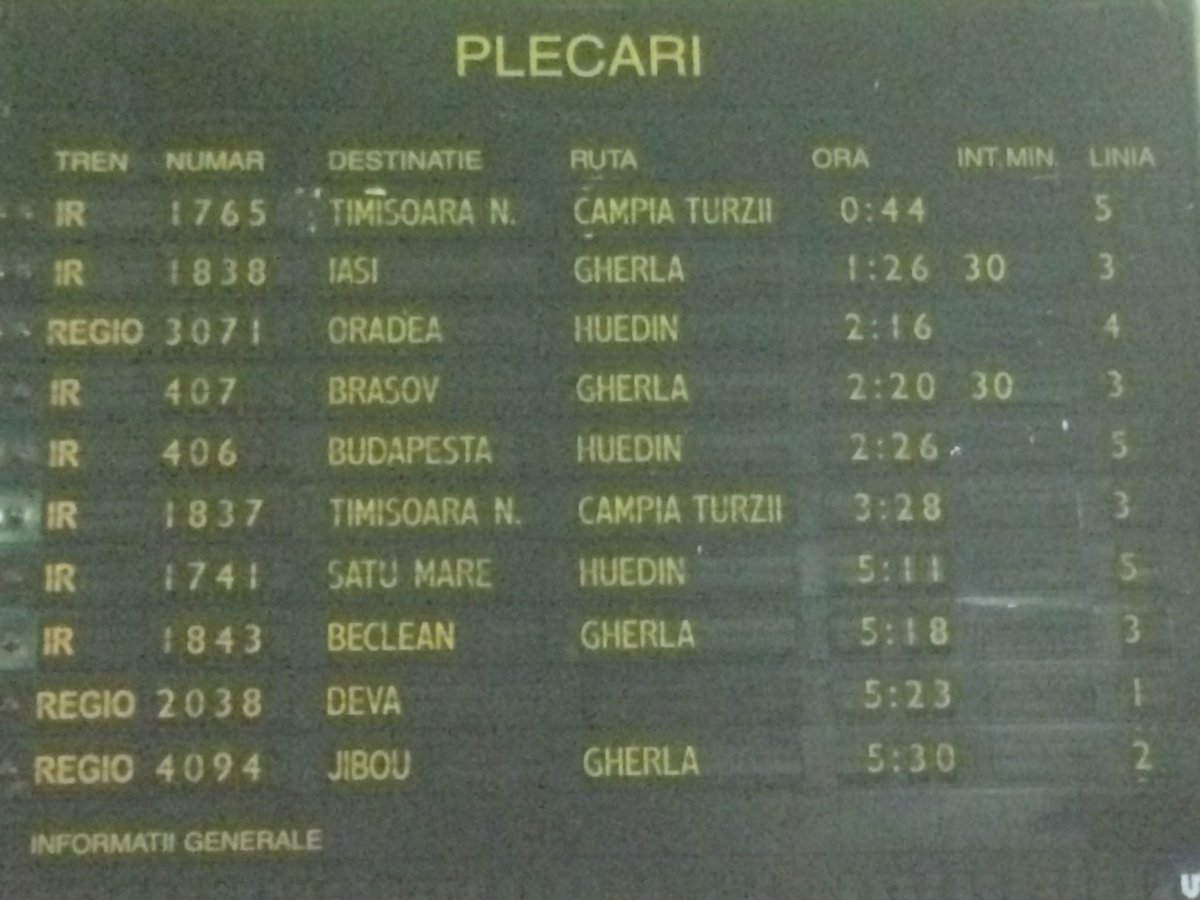 PLECARI
TREN NUMAR DESTINATIE RUTA ORA INT.MIN. LINIA
IR 1765 TIMISOARA N. CAMPIA TURZII 0:44 5
IR 1838 IASI GHERLA 1:26 30 3
REGIO 3071 ORADEA HUEDIN 2:16 4
IR 407 BRASOV GHERLA 2:20 30 3
IR 406 BUDAPESTA HUEDIN 2:26 5
IR 1837 TIMISOARA N. CAMPIA TURZII 3:28 3
IR 1741 SATU MARE HUEDIN 5:11 5
IR 1843 BECLEAN GHERLA 5:18 3
REGIO 2038 DEVA 5:23 1
REGIO 4094 JIBOU GHERLA 5:30 2
INFORMATII GENERALE